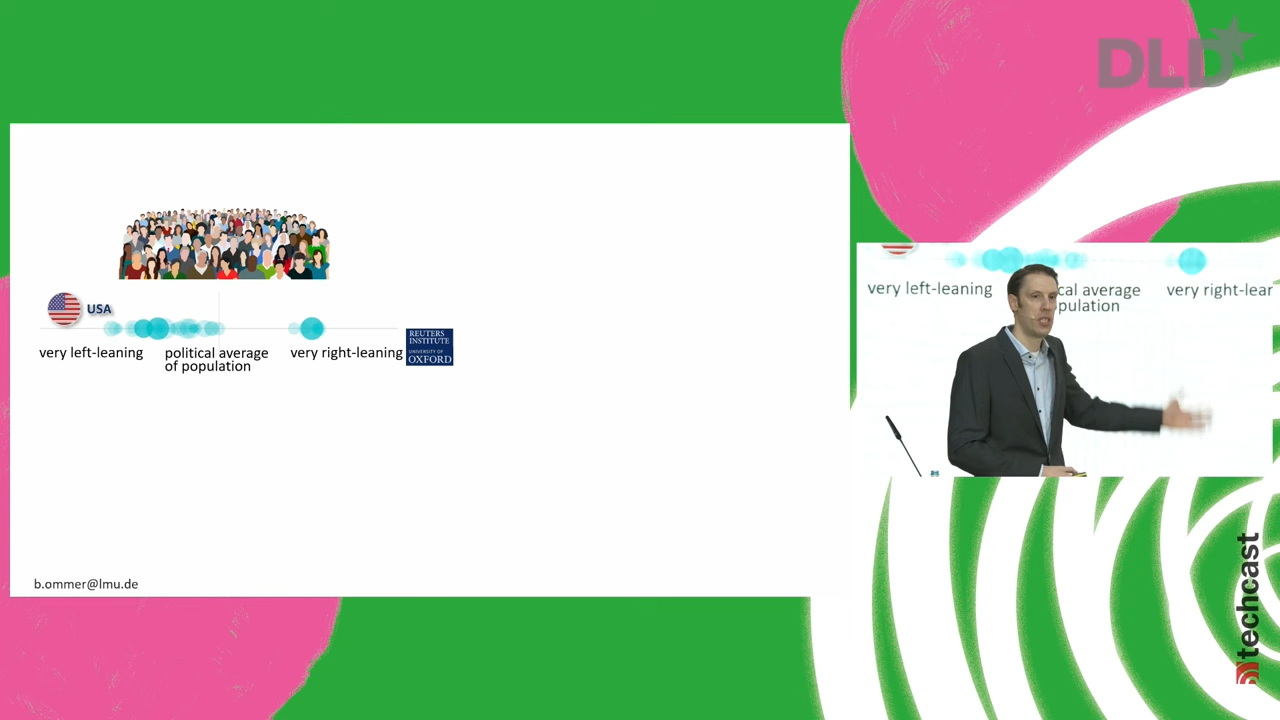 DLD
USA
very left-leaning
political average
of population
very right-leaning
REUTERS
INSTITUTE
UNIVERSITY OF
OXFORD
b.ommer@lmu.de
very left-leaning
cal average
pulation
very right-lear
techcast